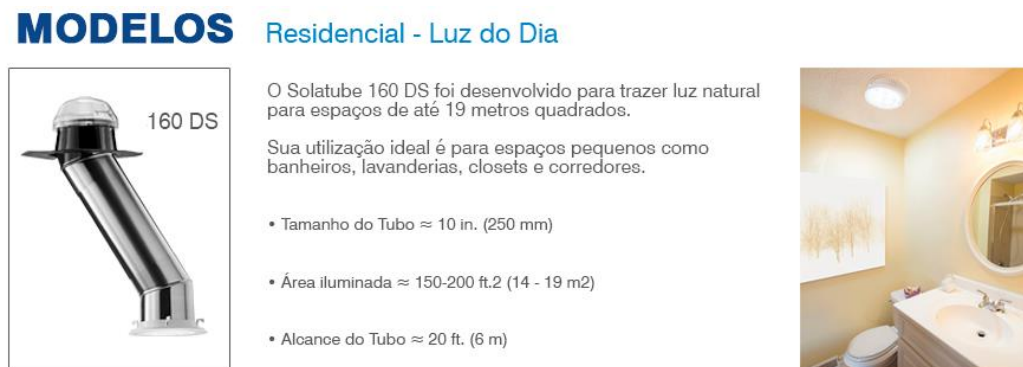 MODELOS Residencial - Luz do Dia
160 DS
O Solatube 160 DS foi desenvolvido para trazer luz natural
para espaços de até 19 metros quadrados.
Sua utilização ideal é para espaços pequenos como
banheiros, lavanderias, closets e corredores.
• Tamanho do Tubo ≈ 10 in. (250 mm)
• Área iluminada ≈ 150-200 ft.2 (14 - 19 m2)
• Alcance do Tubo ≈ 20 ft. (6 m)